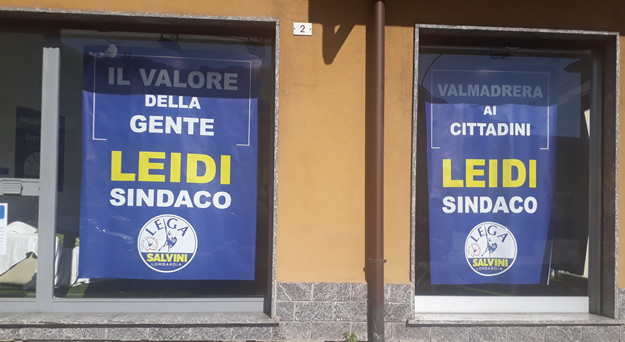 2
IL VALORE
DELLA
GENTE
LEIDI
SINDACO
LEGA
SALVINI
LOMBARDIA
VALMADRERA
AI
CITTADINI
LEIDI
SINDACO
LEGA
SALVINI
LOMBARDIA